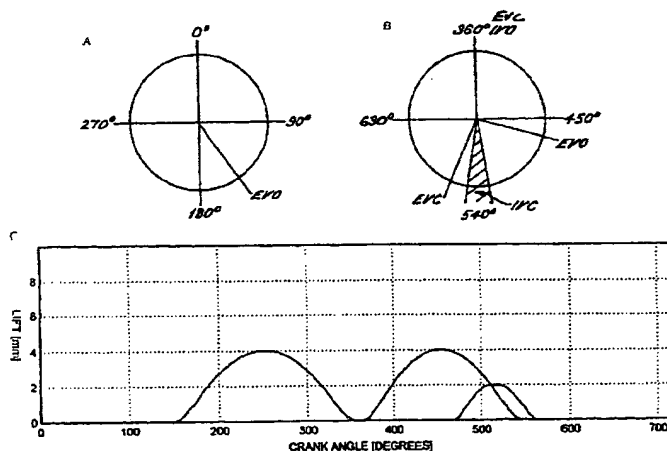 A
0°
270°
90°
EVO
180°
B
EVC
360° IVO
630°
450°
EVO
EVC
IVC
540°
C
LIFT [mm]
8
6
4
2
0
0 100 200 300 400 500 600 700
CRANK ANGLE [DEGREES]